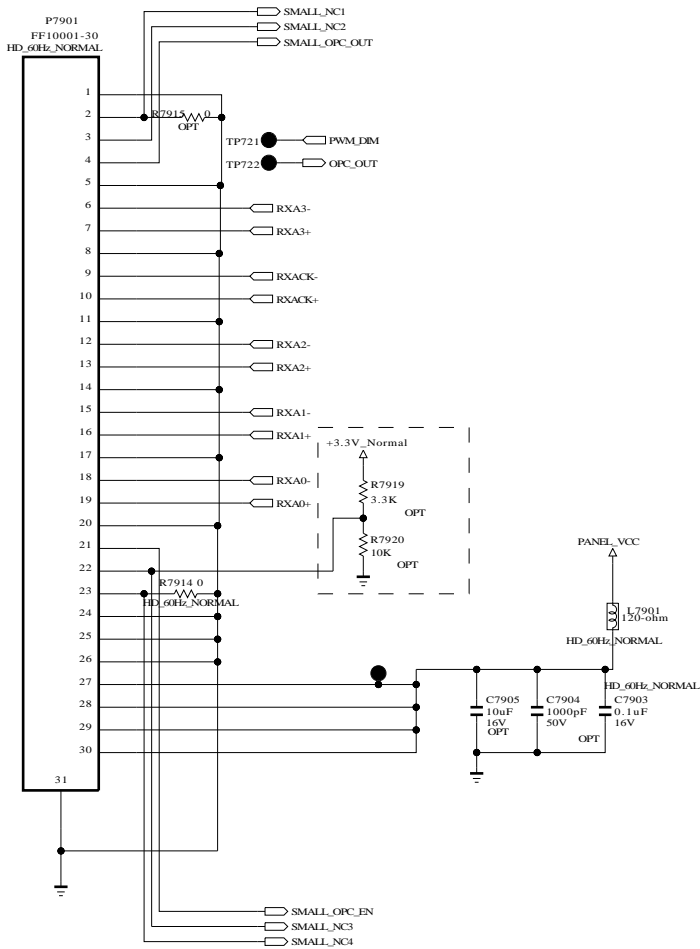 SMALL_NC1
SMALL_NC2
SMALL_OPC_OUT
P7901
FF10001-30
HD_60Hz_NORMAL
1
2
R7915 0
OPT
3
TP721
PWM_DIM
4
TP722
OPC_OUT
5
6
RXA3-
7
RXA3+
8
9
RXACK-
10
RXACK+
11
12
RXA2-
13
RXA2+
14
15
RXA1-
16
RXA1+
17
18
RXA0-
19
RXA0+
20
21
22
23
24
25
26
27
28
29
30
31
+3.3V_Normal
R7919
3.3K
OPT
R7920
10K
OPT
R7914 0
HD_60Hz_NORMAL
PANEL_VCC
L7901
120-ohm
HD_60Hz_NORMAL
HD_60Hz_NORMAL
C7905
10uF
16V
OPT
C7904
1000pF
50V
C7903
0.1uF
16V
OPT
SMALL_OPC_EN
SMALL_NC3
SMALL_NC4